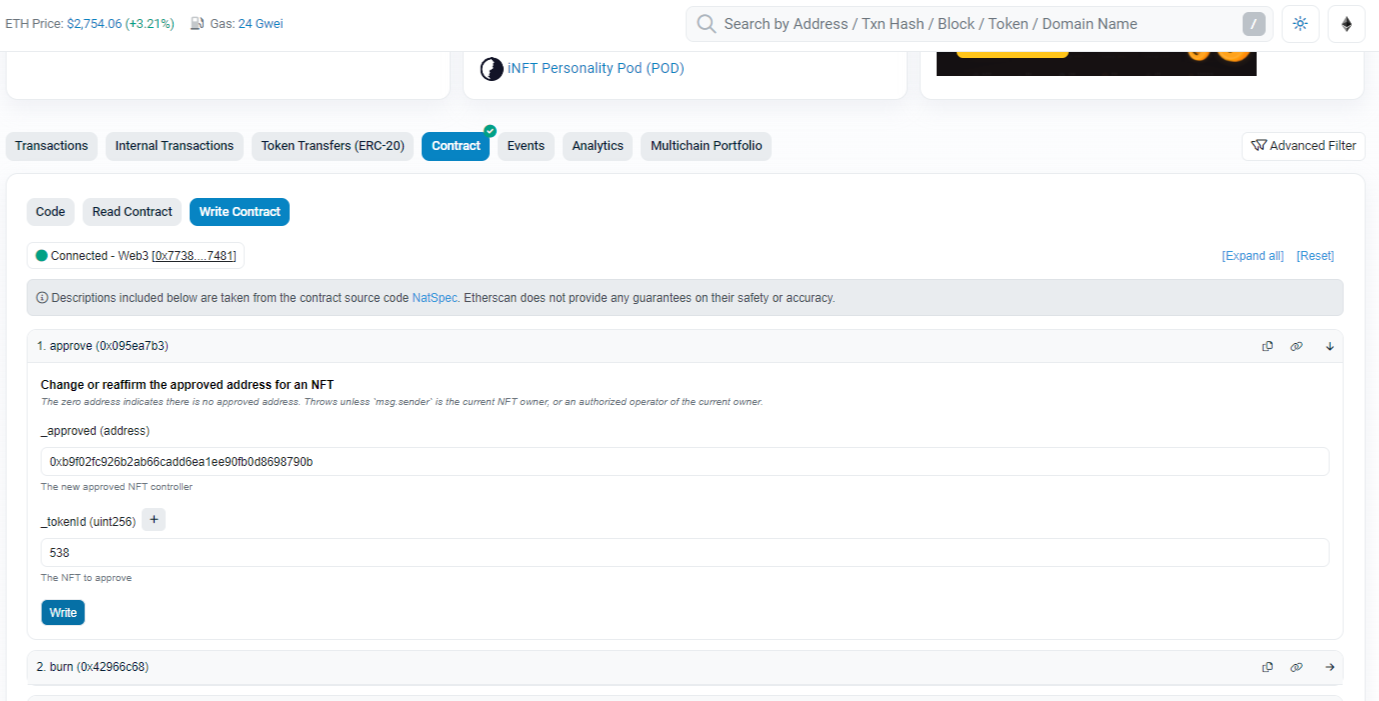 ETH Price: $2,754.06 (+3.21%) Gas: 24 Gwei
Search by Address / Txn Hash / Block / Token / Domain Name /
iNFT Personality Pod (POD)
Transactions Internal Transactions Token Transfers (ERC-20) Contract Events Analytics Multichain Portfolio Advanced Filter
Code Read Contract Write Contract
Connected - Web3 [0x7738....7481] [Expand all] [Reset]
Descriptions included below are taken from the contract source code NatSpec. Etherscan does not provide any guarantees on their safety or accuracy.
1. approve (0x095ea7b3)
Change or reaffirm the approved address for an NFT
The zero address indicates there is no approved address. Throws unless `msg.sender` is the current NFT owner, or an authorized operator of the current owner.
_approved (address)
0xb9f02fc926b2ab66cadd6ea1ee90fb0d8698790b
The new approved NFT controller
_tokenId (uint256) +
538
The NFT to approve
Write
2. burn (0x42966c68)